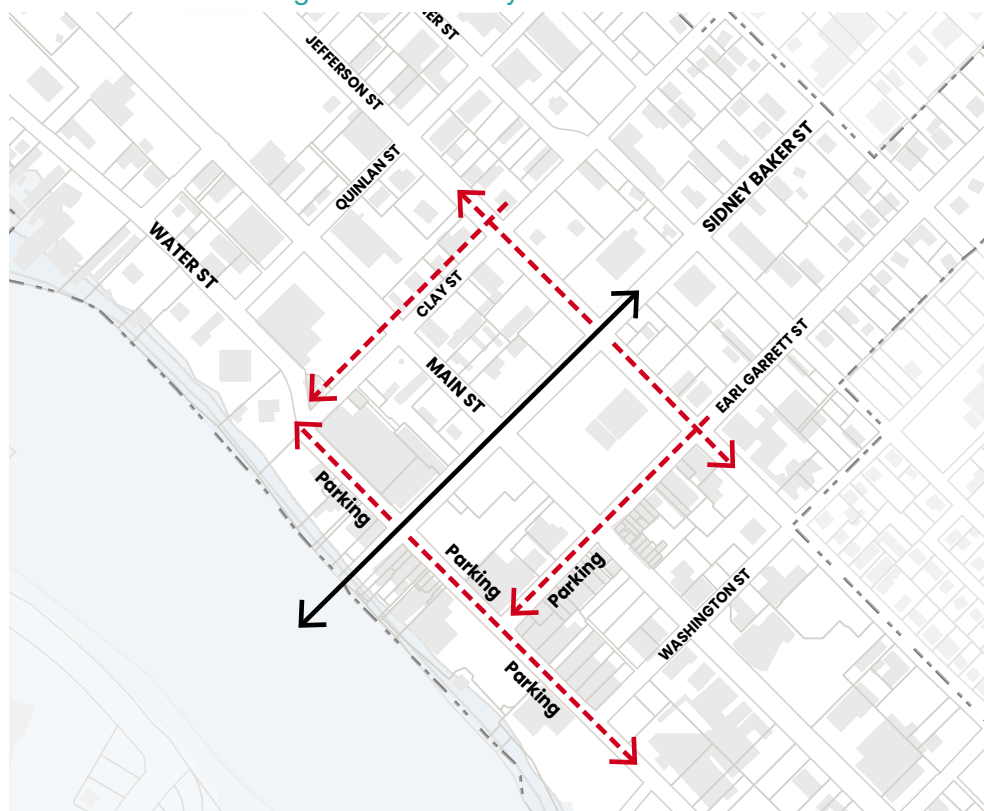 JEFFERSON ST
QUINLAN ST
SIDNEY BAKER ST
WATER ST
CLAY ST
EARL GARRETT ST
MAIN ST
Parking
Parking
Parking
WASHINGTON ST
Parking